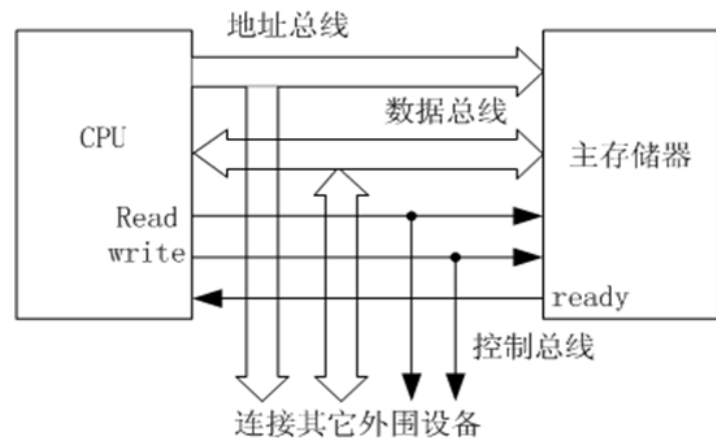 地址总线
数据总线
CPU
主存储器
Read
write
ready
控制总线
连接其它外围设备